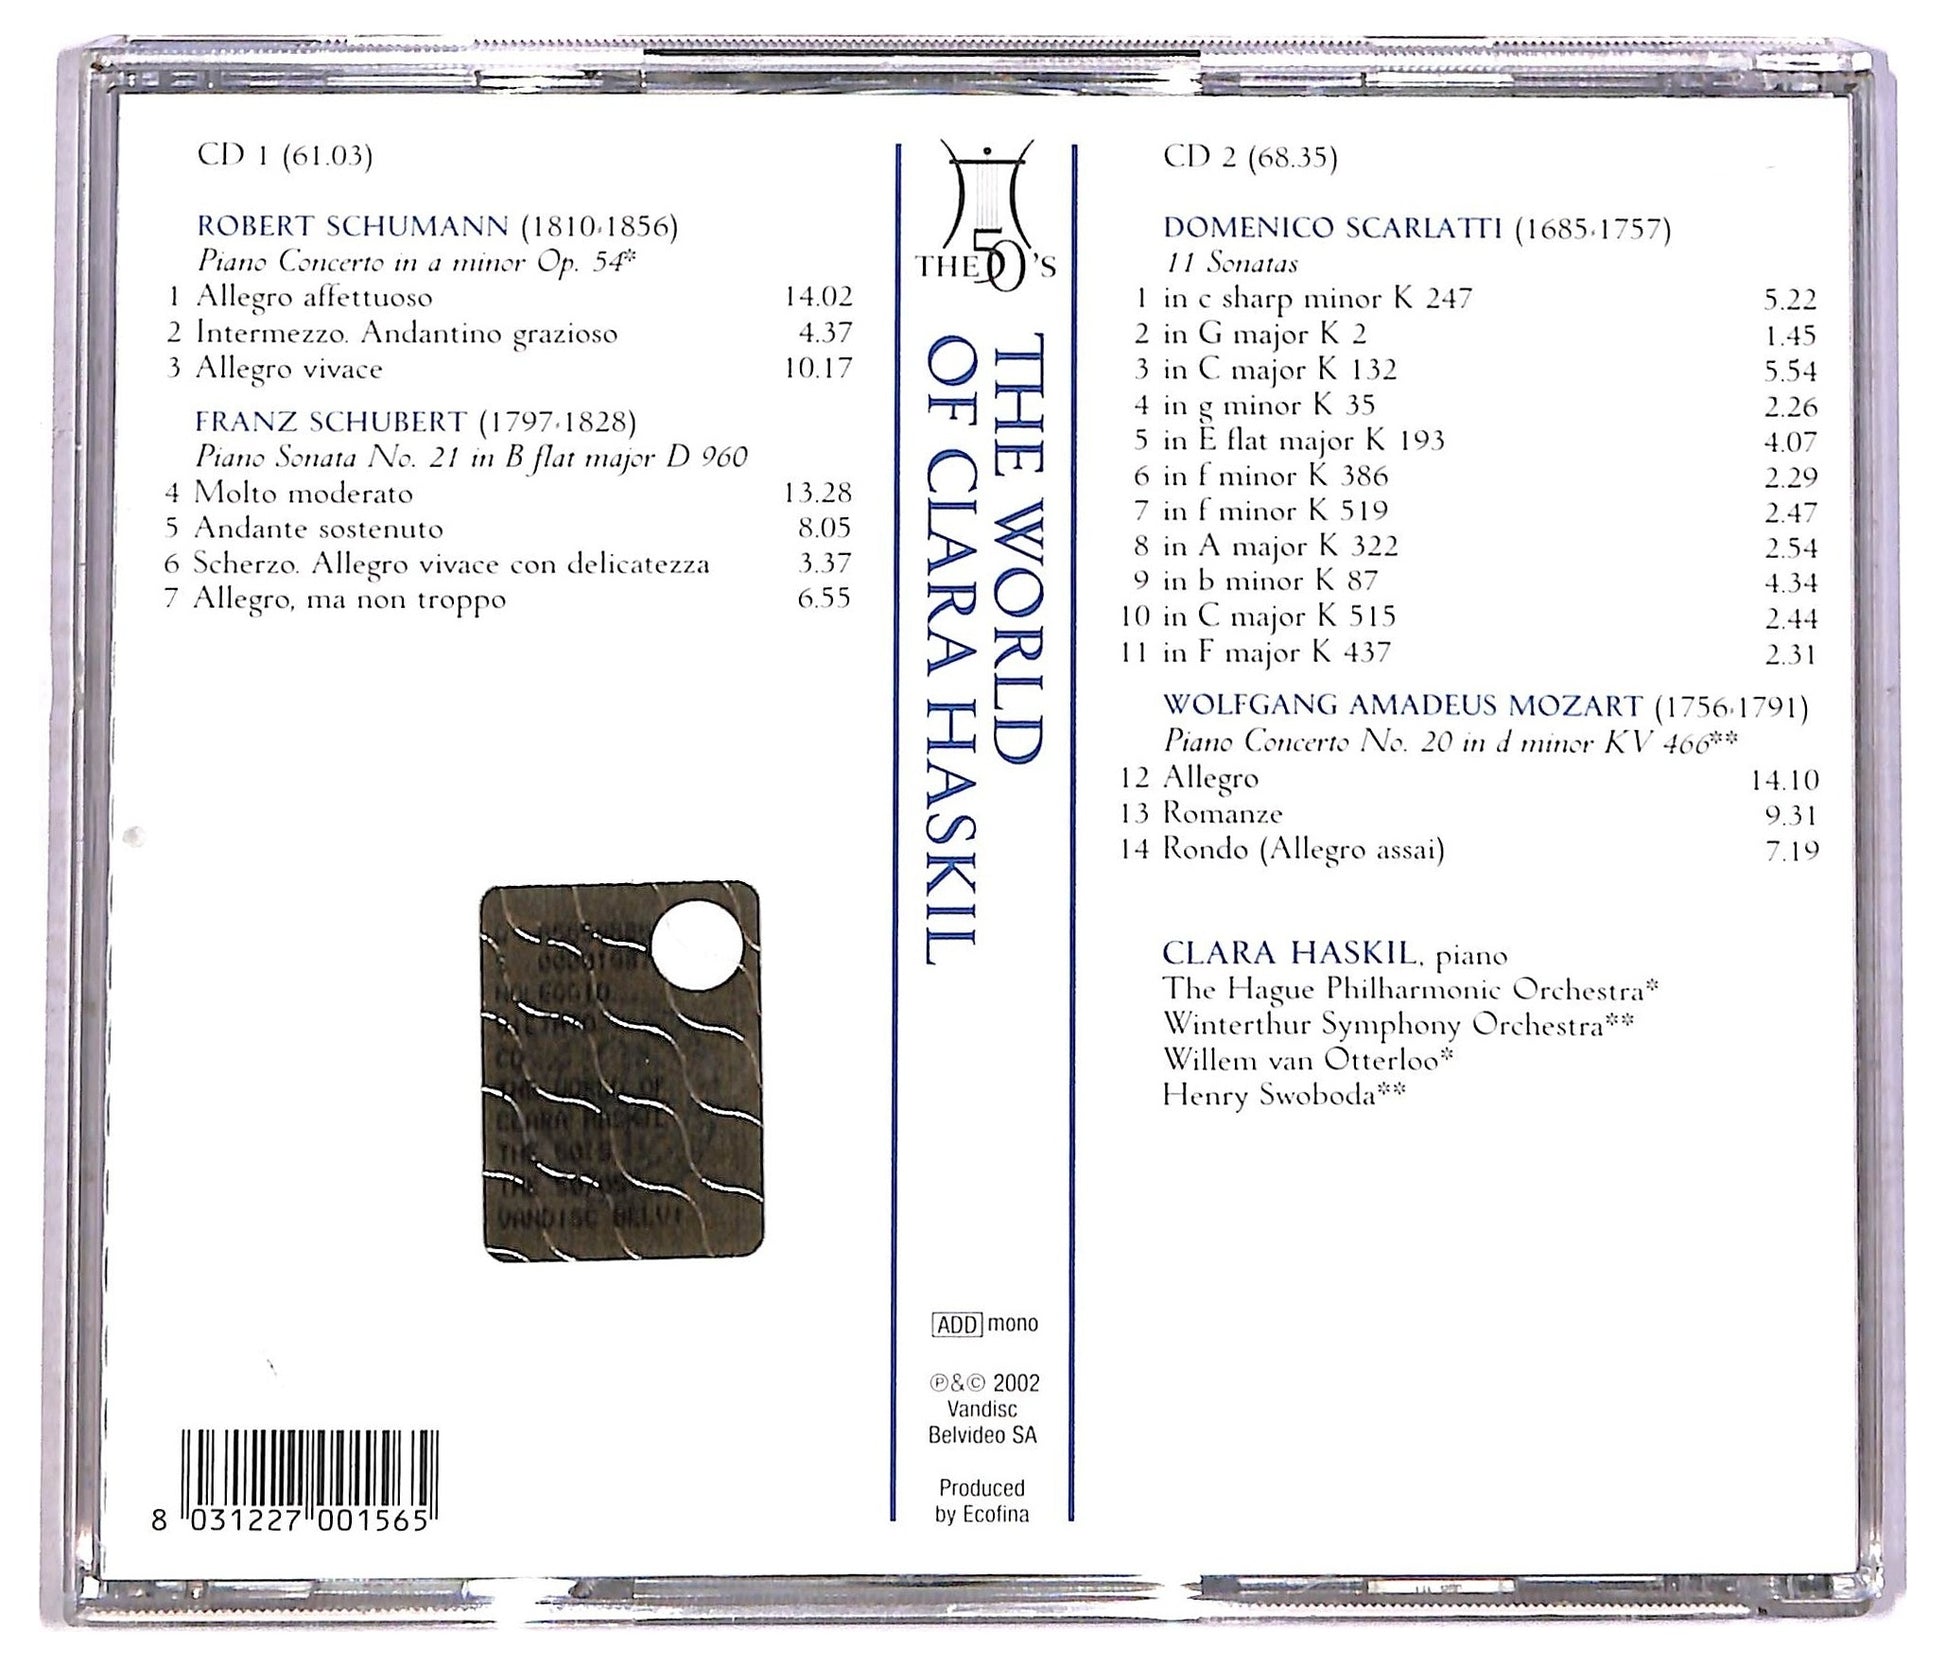 CD 1 (61.03)
ROBERT SCHUMANN (1810-1856)
Piano Concerto in a minor Op. 54*
1 Allegro affettuoso 14.02
2 Intermezzo. Andantino grazioso 4.37
3 Allegro vivace 10.17
FRANZ SCHUBERT (1797-1828)
Piano Sonata No. 21 in B flat major D 960
4 Molto moderato 13.28
5 Andante sostenuto 8.05
6 Scherzo. Allegro vivace con delicatezza 3.37
7 Allegro, ma non troppo 6.55
CD
THE WORLD OF
CLARA HASKIL
THE 50'S
VANDISC BELVI
8 031227 001565
THE 50'S
THE WORLD
OF CLARA HASKIL
ADD mono
℗&© 2002
Vandisc
Belvideo SA
Produced
by Ecofina
CD 2 (68.35)
DOMENICO SCARLATTI (1685-1757)
11 Sonatas
1 in c sharp minor K 247 5.22
2 in G major K 2 1.45
3 in C major K 132 5.54
4 in g minor K 35 2.26
5 in E flat major K 193 4.07
6 in f minor K 386 2.29
7 in f minor K 519 2.47
8 in A major K 322 2.54
9 in b minor K 87 4.34
10 in C major K 515 2.44
11 in F major K 437 2.31
WOLFGANG AMADEUS MOZART (1756-1791)
Piano Concerto No. 20 in d minor KV 466**
12 Allegro 14.10
13 Romanze 9.31
14 Rondo (Allegro assai) 7.19
CLARA HASKIL, piano
The Hague Philharmonic Orchestra*
Winterthur Symphony Orchestra**
Willem van Otterloo*
Henry Swoboda**